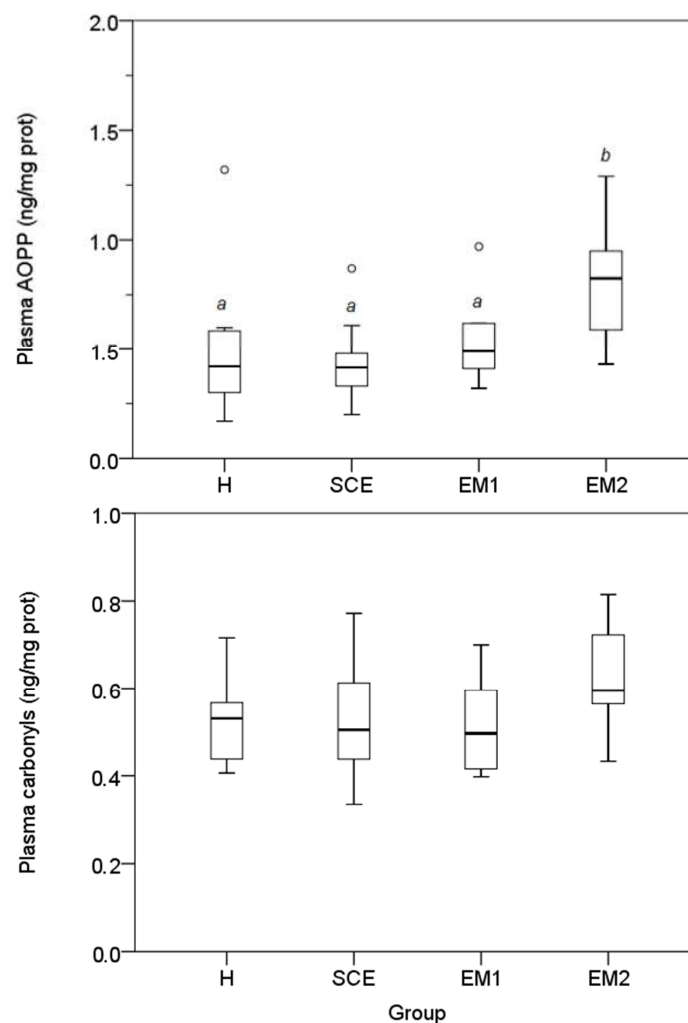 2.0
1.5
1.0
1.5
0.0
Plasma AOPP (ng/mg prot)
a
a
a
b
H SCE EM1 EM2
1.0
0.8
0.6
0.4
0.2
0.0
Plasma carbonyls (ng/mg prot)
H SCE EM1 EM2
Group